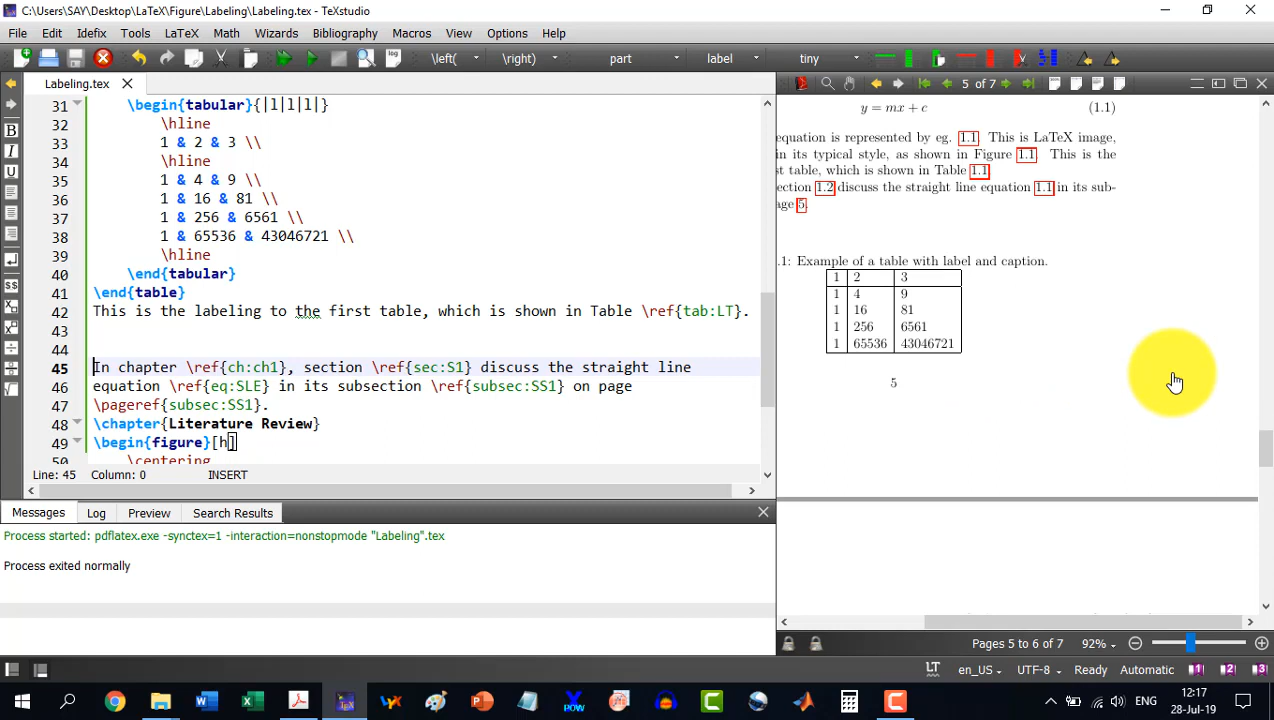 C:\Users\SAY\Desktop\LaTeX\Figure\Labeling\Labeling.tex - TeXstudio
File Edit Idefix Tools LaTeX Math Wizards Bibliography Macros View Options Help
\left( \right) part label tiny
Labeling.tex
5 of 7
31 \begin{tabular}{|l|l|l|}
32 \hline
33 1 & 2 & 3 \\
34 \hline
35 1 & 4 & 9 \\
36 1 & 16 & 81 \\
37 1 & 256 & 6561 \\
38 1 & 65536 & 43046721 \\
39 \hline
40 \end{tabular}
41 \end{table}
42 This is the labeling to the first table, which is shown in Table \ref{tab:LT}.
43
44
45 In chapter \ref{ch:ch1}, section \ref{sec:S1} discuss the straight line
46 equation \ref{eq:SLE} in its subsection \ref{subsec:SS1} on page
47 \pageref{subsec:SS1}.
48 \chapter{Literature Review}
49 \begin{figure}[h]
50 \centering
Line: 45 Column: 0 INSERT
y = mx + c (1.1)
equation is represented by eg. 1.1 This is LaTeX image,
in its typical style, as shown in Figure 1.1 This is the
st table, which is shown in Table 1.1
ection 1.2 discuss the straight line equation 1.1 in its sub-
age 5.
.1: Example of a table with label and caption.
1 2 3
1 4 9
1 16 81
1 256 6561
1 65536 43046721
5
Messages Log Preview Search Results
Process started: pdflatex.exe -synctex=1 -interaction=nonstopmode "Labeling".tex
Process exited normally
Pages 5 to 6 of 7 92%
LT en_US UTF-8 Ready Automatic 1 2 3
ENG 12:17
28-Jul-19